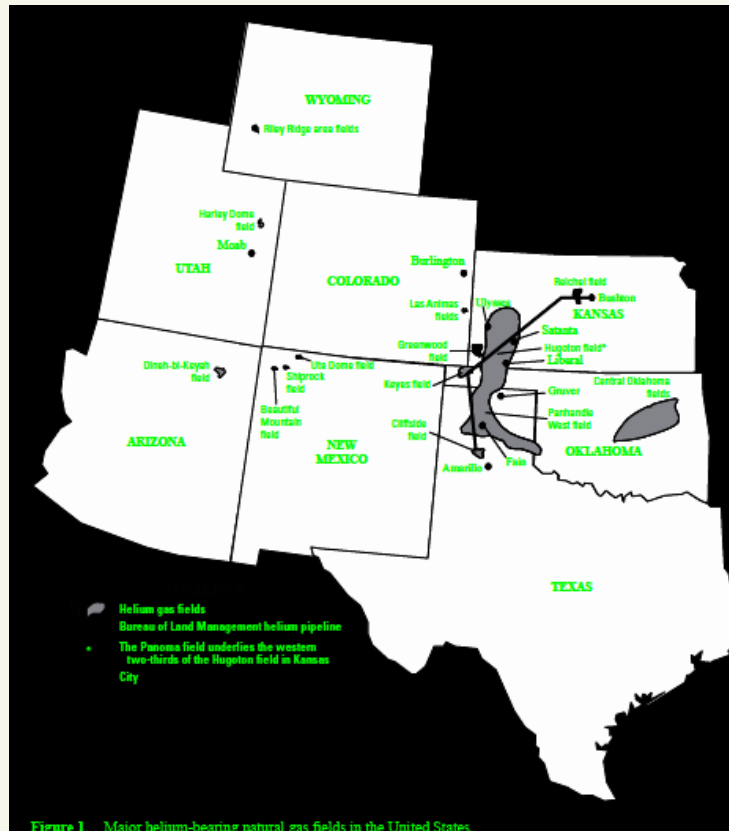 WYOMING
Riley Ridge area fields
Harley Dome
field
Moab
UTAH
COLORADO
Burlington
Las Animas
fields
Reichel field
Bushton
KANSAS
Ulysses
Satanta
Greenwood
field
Hugoton field*
Liberal
Keyes field
Dineh-bi-Keyah
field
Ute Dome field
Shiprock
field
Beautiful
Mountain
field
ARIZONA
NEW
MEXICO
Gruver
Central Oklahoma
fields
Panhandle
West field
Cliffside
field
OKLAHOMA
Amarillo
Fain
TEXAS
Helium gas fields
Bureau of Land Management helium pipeline
* The Panoma field underlies the western
two-thirds of the Hugoton field in Kansas
City
Figure 1 Major helium-bearing natural gas fields in the United States